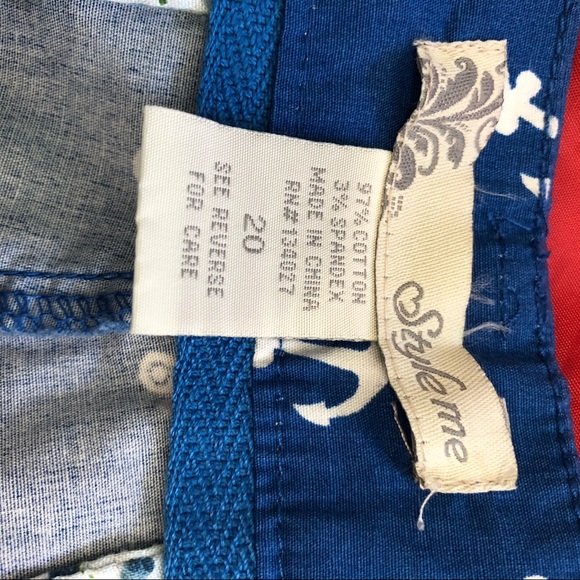 Style me
97% COTTON
3% SPANDEX
MADE IN CHINA
RN#134027
20
SEE REVERSE
FOR CARE